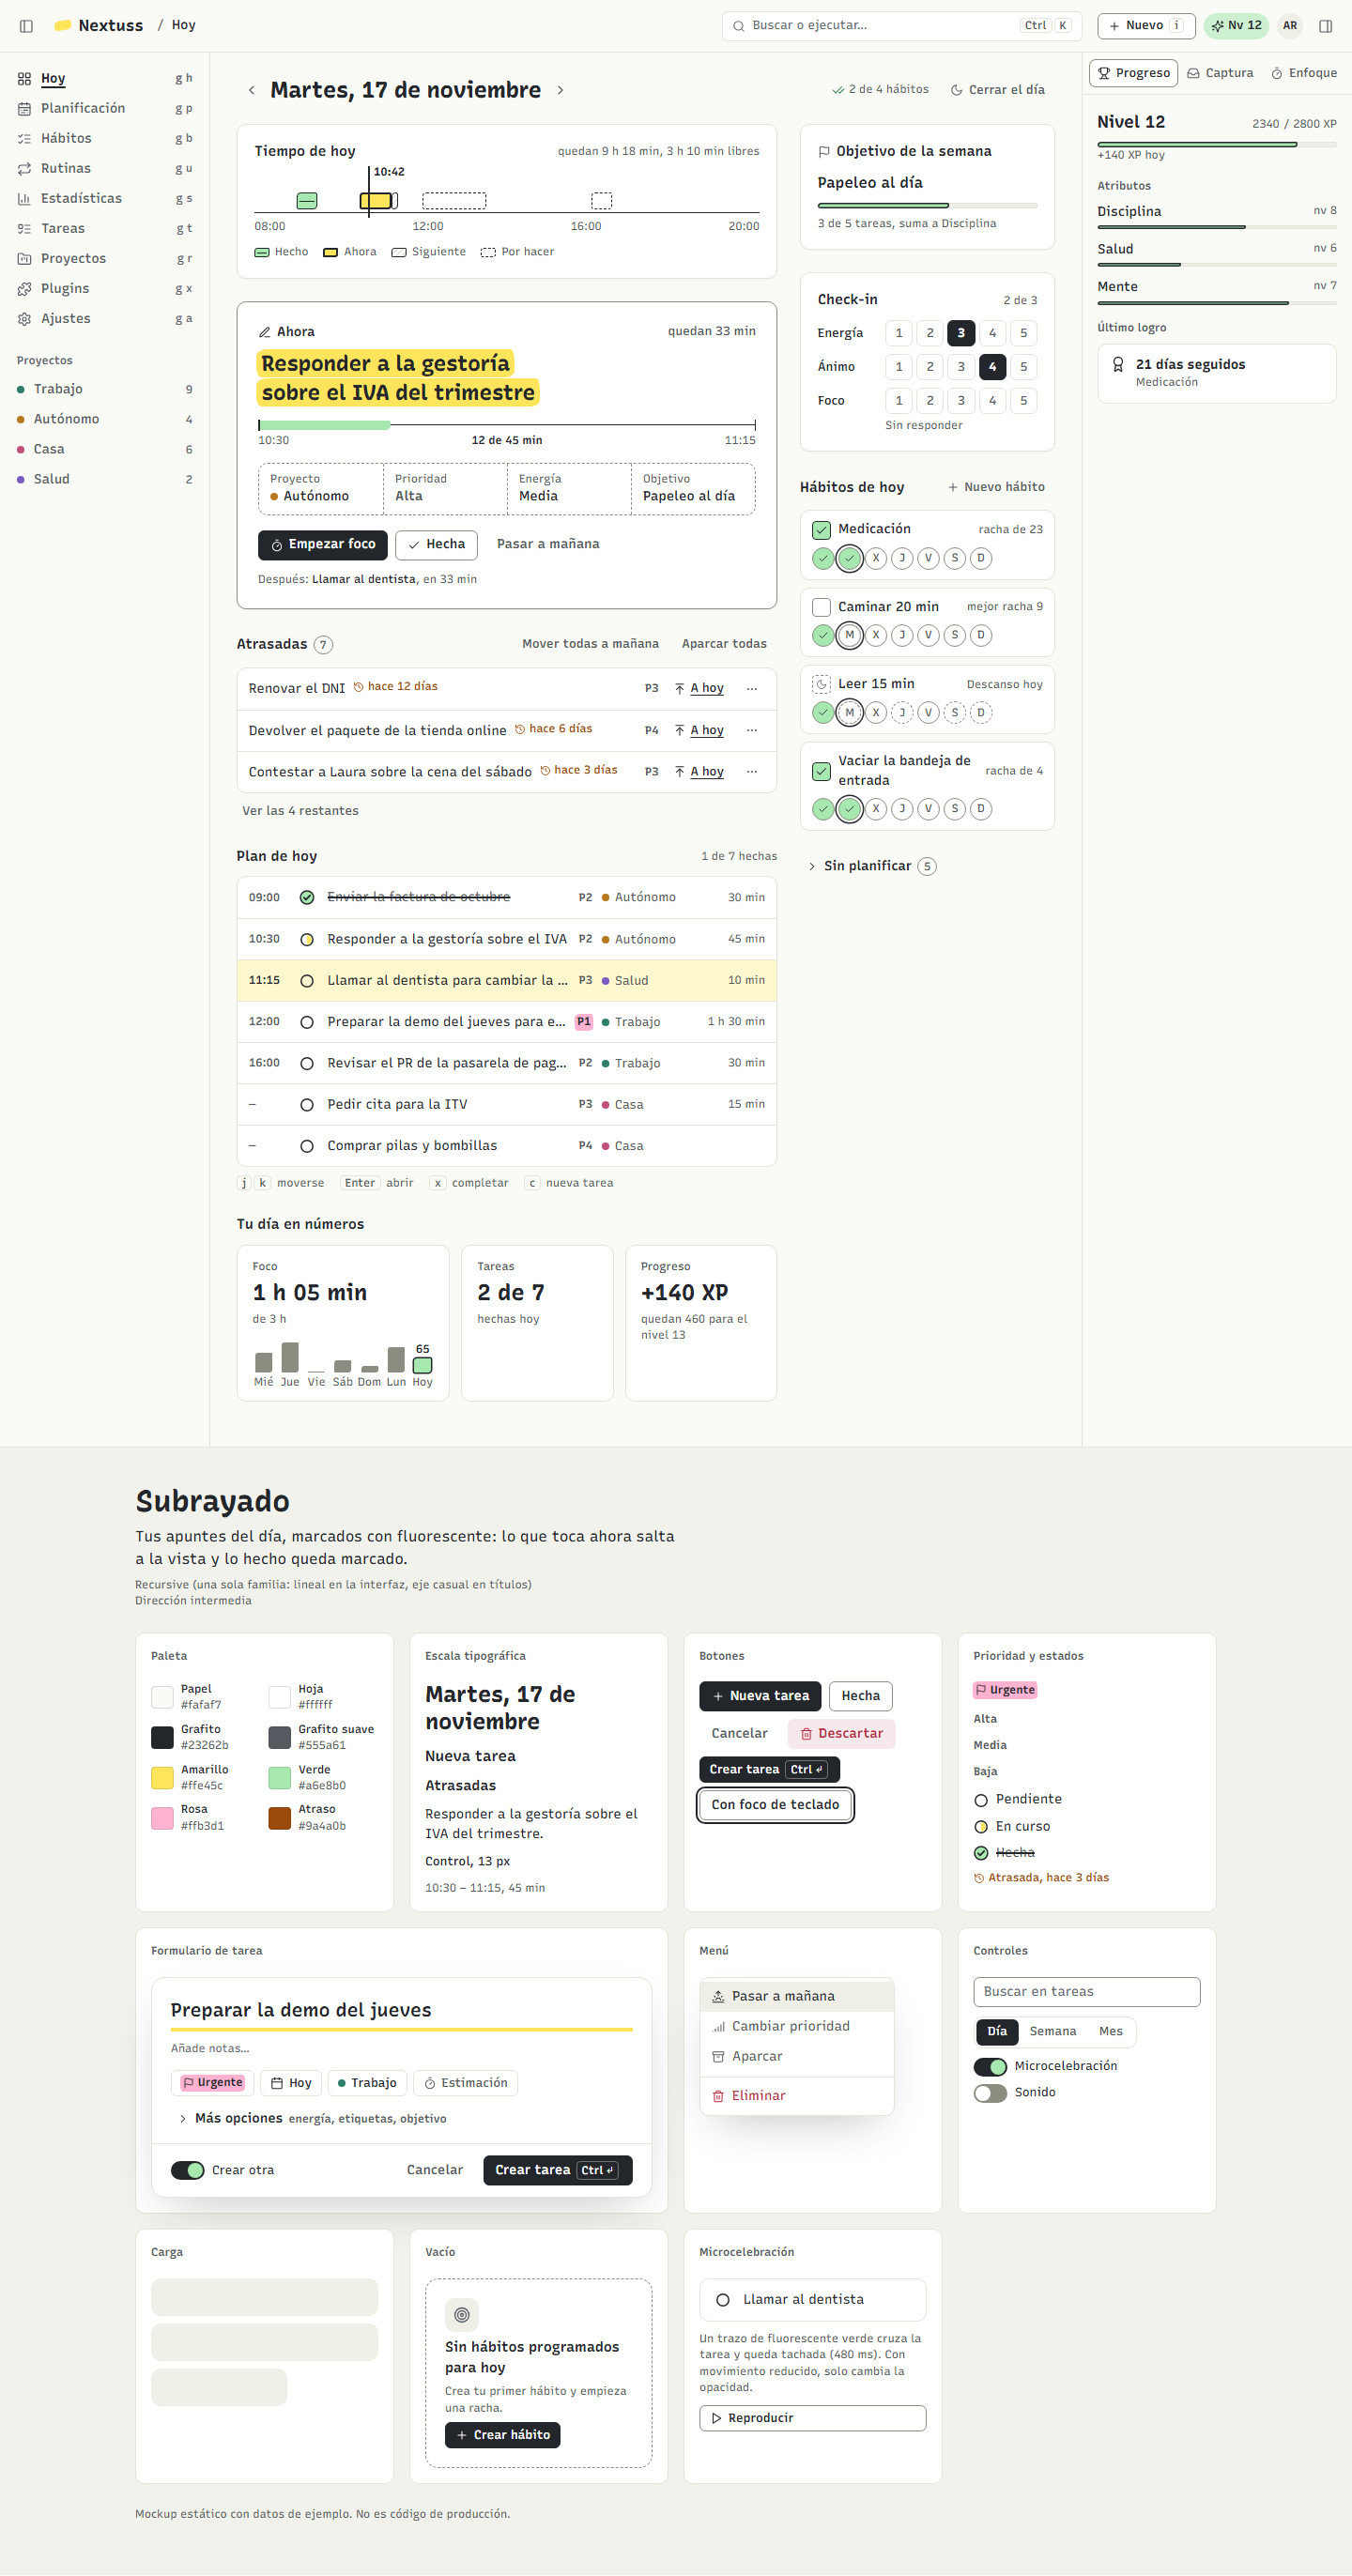 Nextuss / Hoy
Buscar o ejecutar... Ctrl K
Nuevo i
Nv 12
AR
Hoy g h
Planificación g p
Hábitos g b
Rutinas g u
Estadísticas g s
Tareas g t
Proyectos g r
Plugins g x
Ajustes g a
Proyectos
Trabajo 9
Autónomo 4
Casa 6
Salud 2
Martes, 17 de noviembre
2 de 4 hábitos
Cerrar el día
Tiempo de hoy
quedan 9 h 18 min, 3 h 10 min libres
10:42
08:00 12:00 16:00 20:00
Hecho Ahora Siguiente Por hacer
Ahora
quedan 33 min
Responder a la gestoría
sobre el IVA del trimestre
10:30 12 de 45 min 11:15
Proyecto Prioridad Energía Objetivo
Autónomo Alta Media Papeleo al día
Empezar foco Hecha Pasar a mañana
Después: Llamar al dentista, en 33 min
Atrasadas 7
Mover todas a mañana Aparcar todas
Renovar el DNI hace 12 días P3 A hoy ...
Devolver el paquete de la tienda online hace 6 días P4 A hoy ...
Contestar a Laura sobre la cena del sábado hace 3 días P3 A hoy ...
Ver las 4 restantes
Plan de hoy
1 de 7 hechas
09:00 Enviar la factura de octubre P2 Autónomo 30 min
10:30 Responder a la gestoría sobre el IVA P2 Autónomo 45 min
11:15 Llamar al dentista para cambiar la ... P3 Salud 10 min
12:00 Preparar la demo del jueves para e... P1 Trabajo 1 h 30 min
16:00 Revisar el PR de la pasarela de pag... P2 Trabajo 30 min
– Pedir cita para la ITV P3 Casa 15 min
– Comprar pilas y bombillas P4 Casa
j k moverse Enter abrir x completar c nueva tarea
Tu día en números
Foco
1 h 05 min
de 3 h
65
Mié Jue Vie Sáb Dom Lun Hoy
Tareas
2 de 7
hechas hoy
Progreso
+140 XP
quedan 460 para el
nivel 13
Objetivo de la semana
Papeleo al día
3 de 5 tareas, suma a Disciplina
Check-in 2 de 3
Energía 1 2 3 4 5
Ánimo 1 2 3 4 5
Foco 1 2 3 4 5
Sin responder
Hábitos de hoy
Nuevo hábito
Medicación racha de 23
X J V S D
Caminar 20 min mejor racha 9
M X J V S D
Leer 15 min Descanso hoy
M X J V S D
Vaciar la bandeja de
entrada
racha de 4
X J V S D
Sin planificar 5
Progreso Captura Enfoque
Nivel 12 2340 / 2800 XP
+140 XP hoy
Atributos
Disciplina nv 8
Salud nv 6
Mente nv 7
Último logro
21 días seguidos
Medicación
Subrayado
Tus apuntes del día, marcados con fluorescente: lo que toca ahora salta
a la vista y lo hecho queda marcado.
Recursive (una sola familia: lineal en la interfaz, eje casual en títulos)
Dirección intermedia
Paleta
Papel
#fafaf7
Hoja
#ffffff
Grafito
#23262b
Grafito suave
#555a61
Amarillo
#ffe45c
Verde
#a6e8b0
Rosa
#ffb3d1
Atraso
#9a4a0b
Escala tipográfica
Martes, 17 de
noviembre
Nueva tarea
Atrasadas
Responder a la gestoría sobre el
IVA del trimestre.
Control, 13 px
10:30 – 11:15, 45 min
Botones
Nueva tarea Hecha
Cancelar Descartar
Crear tarea Ctrl ↵
Con foco de teclado
Prioridad y estados
Urgente
Alta
Media
Baja
Pendiente
En curso
Hecha
Atrasada, hace 3 días
Formulario de tarea
Preparar la demo del jueves
Añade notas...
Urgente Hoy Trabajo Estimación
Más opciones energía, etiquetas, objetivo
Crear otra Cancelar Crear tarea Ctrl ↵
Menú
Pasar a mañana
Cambiar prioridad
Aparcar
Eliminar
Controles
Buscar en tareas
Día Semana Mes
Microcelebración
Sonido
Carga
Vacío
Sin hábitos programados
para hoy
Crea tu primer hábito y empieza
una racha.
Crear hábito
Microcelebración
Llamar al dentista
Un trazo de fluorescente verde cruza la
tarea y queda tachada (480 ms). Con
movimiento reducido, solo cambia la
opacidad.
Reproducir
Mockup estático con datos de ejemplo. No es código de producción.